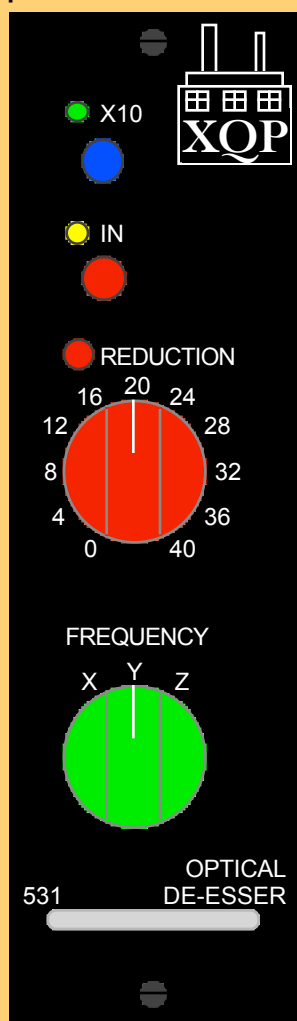 XQP
X10
IN
REDUCTION
0 4 8 12 16 20 24 28 32 36 40
FREQUENCY
X Y Z
OPTICAL
531 DE-ESSER